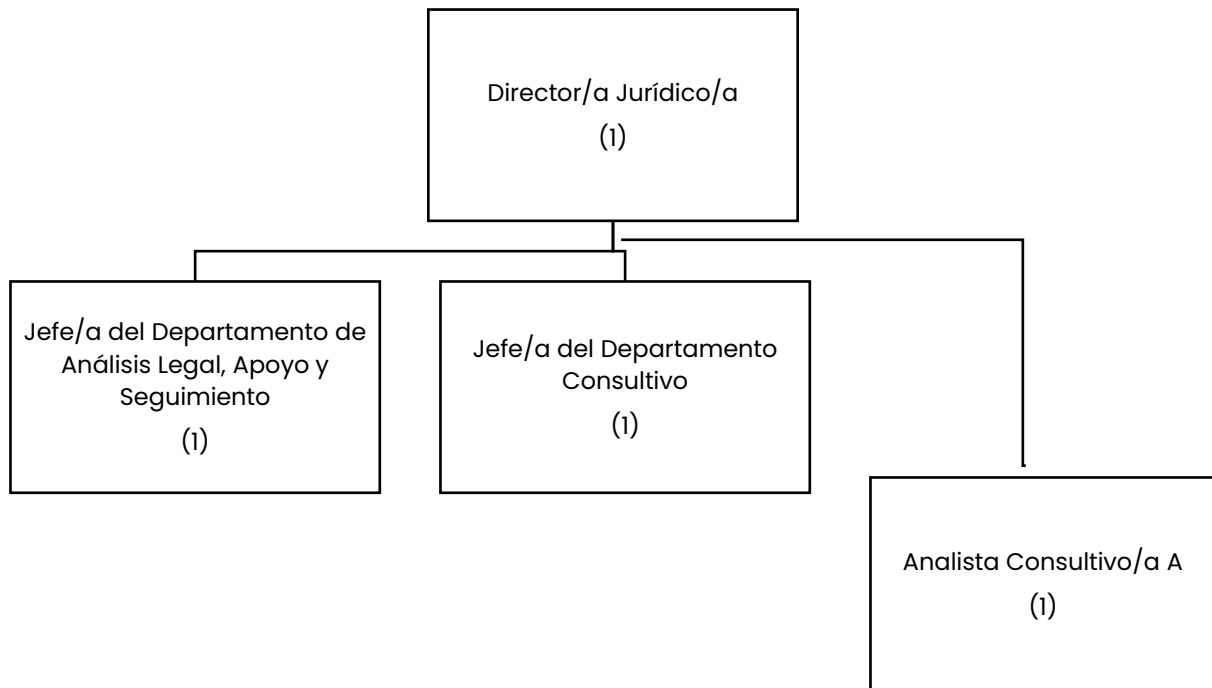 Director/a Jurídico/a
(1)
Jefe/a del Departamento de
Análisis Legal, Apoyo y
Seguimiento
(1)
Jefe/a del Departamento
Consultivo
(1)
Analista Consultivo/a A
(1)